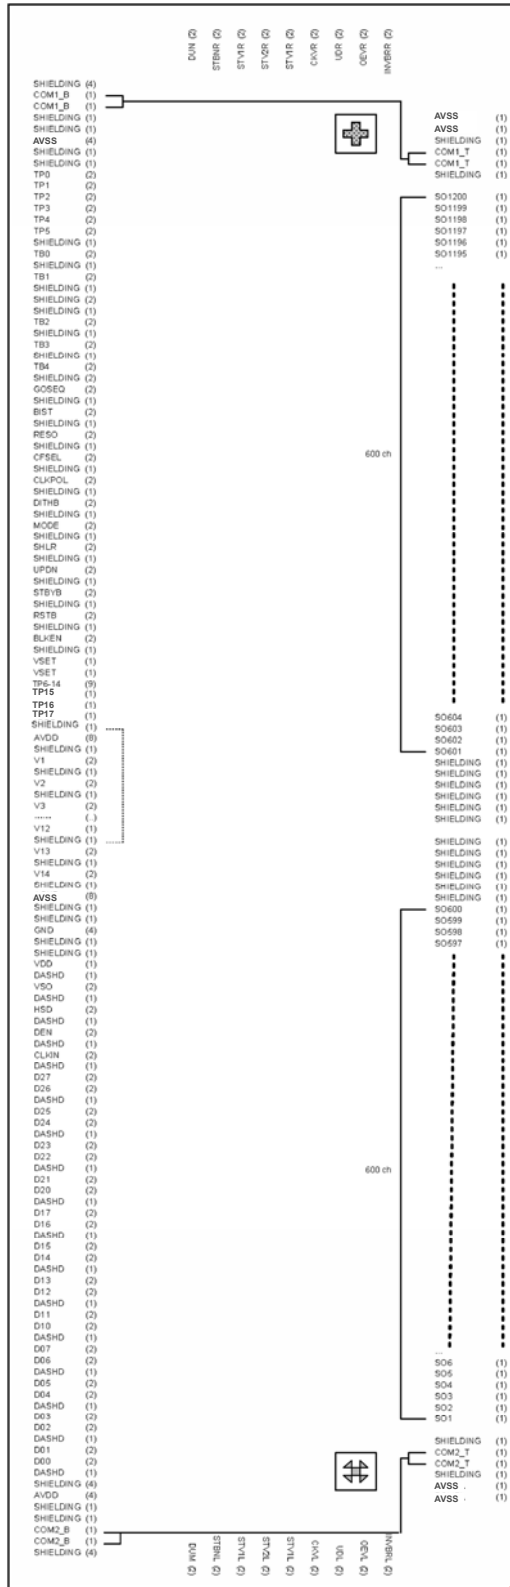 DUN (2)
STBNR (2)
STV1R (2)
STV2R (2)
STV1R (2)
CKVR (2)
UDR (2)
OEVR (2)
INVBRR (2)
SHIELDING (4)
COM1_B (1)
COM1_B (1)
SHIELDING (1)
SHIELDING (1)
AVSS (4)
SHIELDING (1)
SHIELDING (1)
TP0 (2)
TP1 (2)
TP2 (2)
TP3 (2)
TP4 (2)
TP5 (2)
SHIELDING (1)
TB0 (2)
SHIELDING (1)
TB1 (2)
SHIELDING (1)
SHIELDING (2)
SHIELDING (1)
TB2 (2)
SHIELDING (1)
TB3 (2)
SHIELDING (1)
TB4 (2)
SHIELDING (2)
GOSEQ (2)
SHIELDING (1)
BIST (2)
SHIELDING (1)
RESO (2)
SHIELDING (1)
CFSEL (2)
SHIELDING (1)
CLKPOL (2)
SHIELDING (1)
DITHB (2)
SHIELDING (1)
MODE (2)
SHIELDING (1)
SHLR (2)
SHIELDING (1)
UPDN (2)
SHIELDING (1)
STBYB (2)
SHIELDING (1)
RSTB (2)
SHIELDING (1)
BLKEN (2)
SHIELDING (1)
VSET (1)
VSET (1)
TP6-14 (9)
TP15 (1)
TP16 (1)
TP17 (1)
SHIELDING (1)
AVDD (8)
SHIELDING (1)
V1 (2)
SHIELDING (1)
V2 (2)
SHIELDING (1)
V3 (2)
...... (..)
V12 (1)
SHIELDING (1)
V13 (2)
SHIELDING (1)
V14 (2)
SHIELDING (1)
AVSS (8)
SHIELDING (1)
SHIELDING (1)
GND (4)
SHIELDING (1)
SHIELDING (1)
VDD (1)
DASHD (1)
VSO (2)
DASHD (1)
HSD (2)
DASHD (1)
DEN (2)
DASHD (1)
CLKIN (2)
DASHD (1)
D27 (2)
D26 (2)
DASHD (1)
D25 (2)
D24 (2)
DASHD (1)
D23 (2)
D22 (2)
DASHD (1)
D21 (2)
D20 (2)
DASHD (1)
D17 (2)
D16 (2)
DASHD (1)
D15 (2)
D14 (2)
DASHD (1)
D13 (2)
D12 (2)
DASHD (1)
D11 (2)
D10 (2)
DASHD (1)
D07 (2)
D06 (2)
DASHD (1)
D05 (2)
D04 (2)
DASHD (1)
D03 (2)
D02 (2)
DASHD (1)
D01 (2)
D00 (2)
DASHD (1)
SHIELDING (4)
AVDD (4)
SHIELDING (1)
SHIELDING (1)
COM2_B (1)
COM2_B (1)
SHIELDING (4)
600 ch
600 ch
AVSS (1)
AVSS (1)
SHIELDING (1)
COM1_T (1)
COM1_T (1)
SHIELDING (1)
SO1200 (1)
SO1199 (1)
SO1198 (1)
SO1197 (1)
SO1196 (1)
SO1195 (1)
...
SO604 (1)
SO603 (1)
SO602 (1)
SO601 (1)
SHIELDING (1)
SHIELDING (1)
SHIELDING (1)
SHIELDING (1)
SHIELDING (1)
SHIELDING (1)
SHIELDING (1)
SHIELDING (1)
SHIELDING (1)
SHIELDING (1)
SHIELDING (1)
SHIELDING (1)
SO600 (1)
SO599 (1)
SO598 (1)
SO597 (1)
...
SO6 (1)
SO5 (1)
SO4 (1)
SO3 (1)
SO2 (1)
SO1 (1)
SHIELDING (1)
COM2_T (1)
COM2_T (1)
SHIELDING (1)
AVSS (1)
AVSS (1)
DUM (2)
STBNL (2)
STV1L (2)
STV2L (2)
STV1L (2)
CKVL (2)
UDL (2)
OEVL (2)
INVBRL (2)